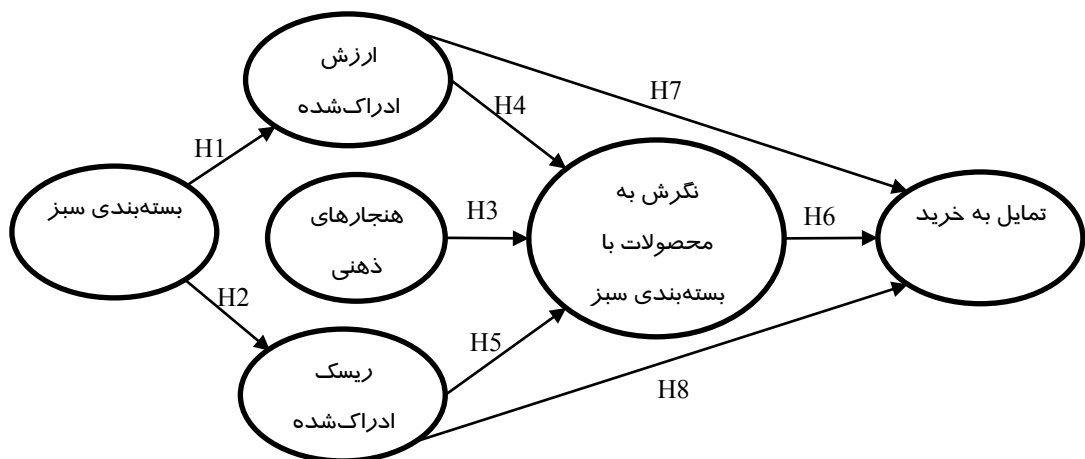 ارزش
ادراک‌شده
H7
H4
H1
بسته‌بندی سبز
هنجارهای
ذهنی
H3
نگرش به
محصولات با
بسته‌بندی سبز
H6
تمایل به خرید
H2
H5
ریسک
ادراک‌شده
H8